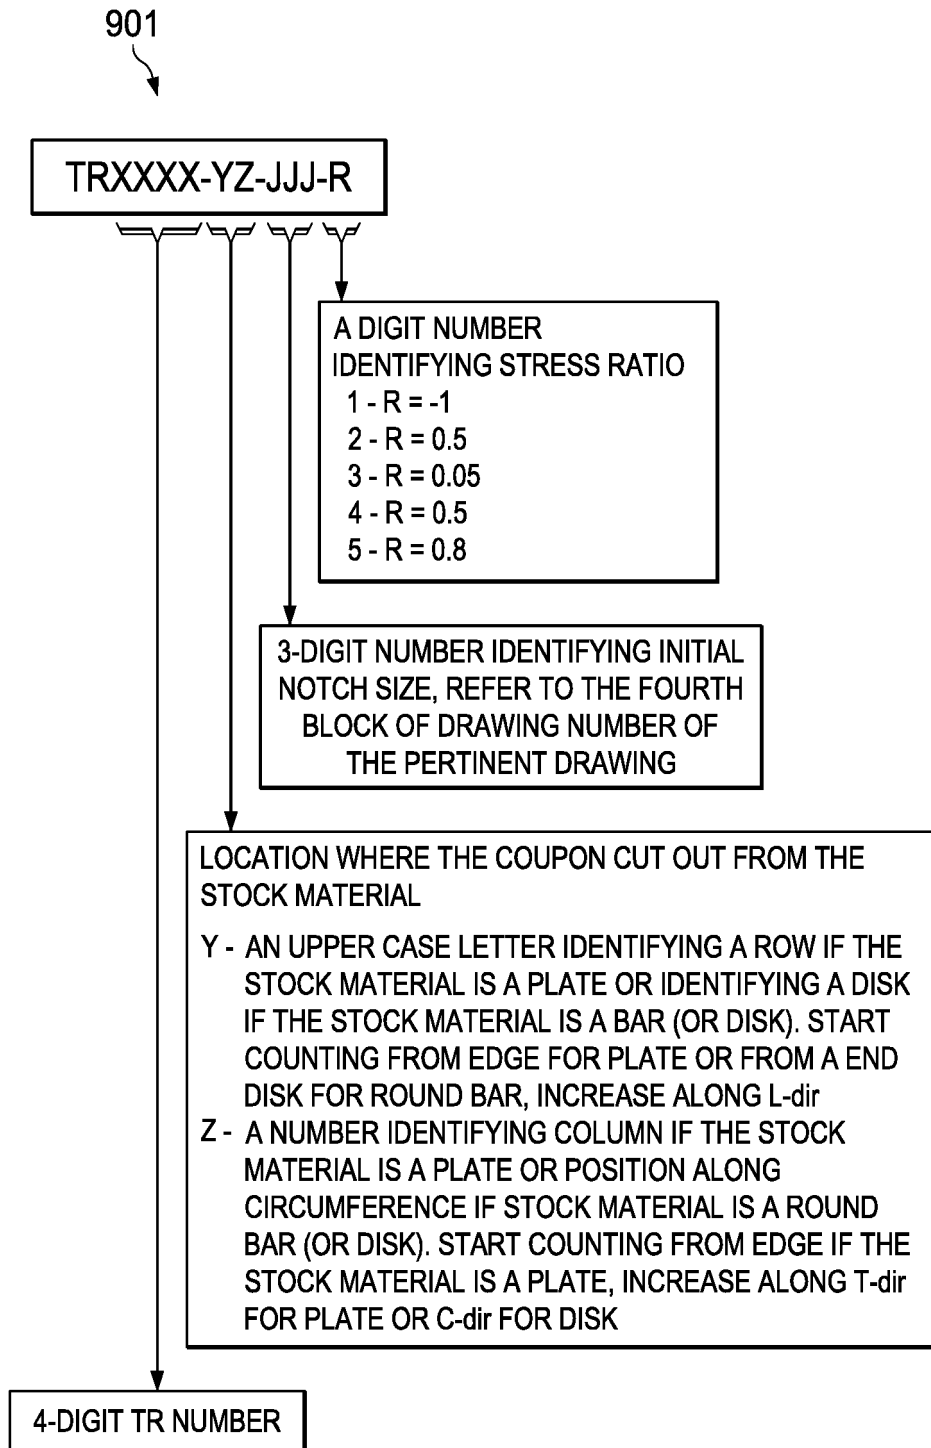 901
TRXXXX-YZ-JJJ-R
A DIGIT NUMBER
IDENTIFYING STRESS RATIO
1 - R = -1
2 - R = 0.5
3 - R = 0.05
4 - R = 0.5
5 - R = 0.8
3-DIGIT NUMBER IDENTIFYING INITIAL
NOTCH SIZE, REFER TO THE FOURTH
BLOCK OF DRAWING NUMBER OF
THE PERTINENT DRAWING
LOCATION WHERE THE COUPON CUT OUT FROM THE
STOCK MATERIAL
Y - AN UPPER CASE LETTER IDENTIFYING A ROW IF THE
STOCK MATERIAL IS A PLATE OR IDENTIFYING A DISK
IF THE STOCK MATERIAL IS A BAR (OR DISK). START
COUNTING FROM EDGE FOR PLATE OR FROM A END
DISK FOR ROUND BAR, INCREASE ALONG L-dir
Z - A NUMBER IDENTIFYING COLUMN IF THE STOCK
MATERIAL IS A PLATE OR POSITION ALONG
CIRCUMFERENCE IF STOCK MATERIAL IS A ROUND
BAR (OR DISK). START COUNTING FROM EDGE IF THE
STOCK MATERIAL IS A PLATE, INCREASE ALONG T-dir
FOR PLATE OR C-dir FOR DISK
4-DIGIT TR NUMBER